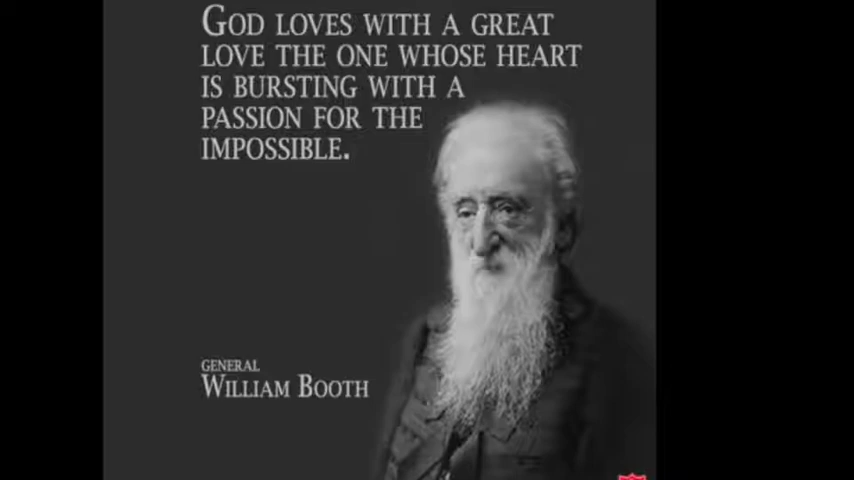 GOD LOVES WITH A GREAT
LOVE THE ONE WHOSE HEART
IS BURSTING WITH A
PASSION FOR THE
IMPOSSIBLE.
GENERAL
WILLIAM BOOTH